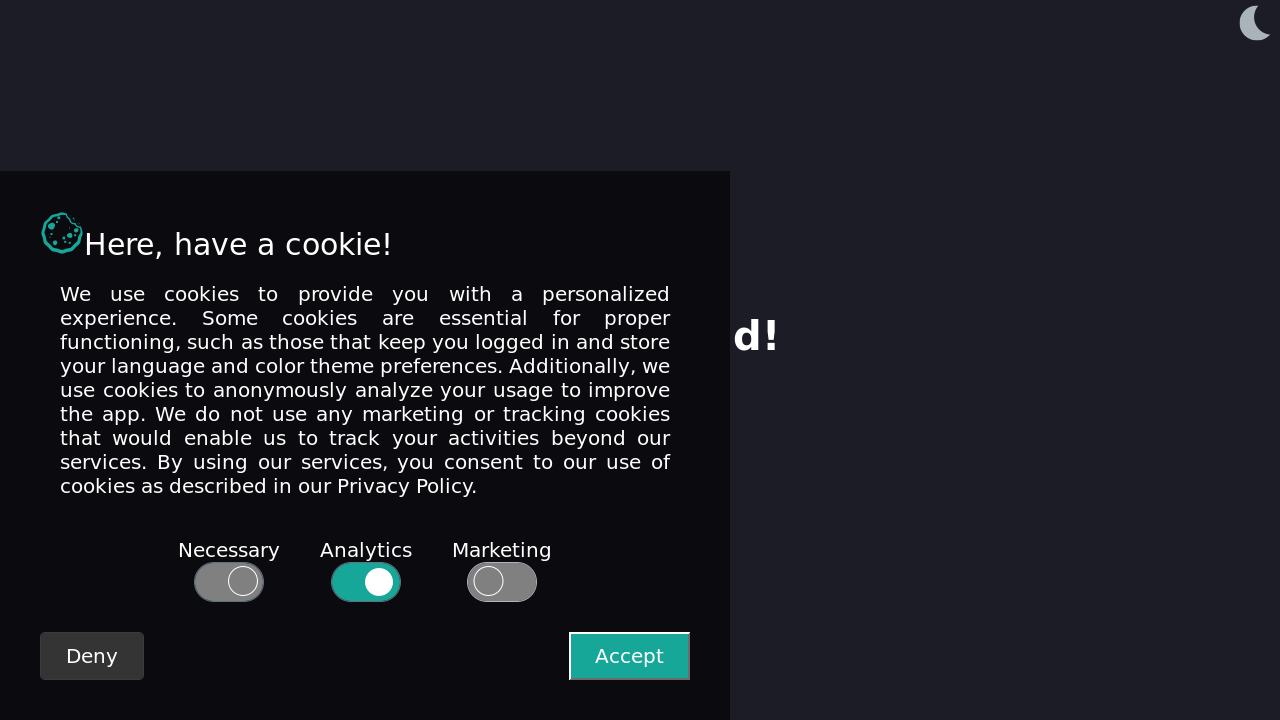 Here, have a cookie!
We use cookies to provide you with a personalized
experience. Some cookies are essential for proper
functioning, such as those that keep you logged in and store
your language and color theme preferences. Additionally, we
use cookies to anonymously analyze your usage to improve
the app. We do not use any marketing or tracking cookies
that would enable us to track your activities beyond our
services. By using our services, you consent to our use of
cookies as described in our Privacy Policy.
d!
Necessary Analytics Marketing
Deny Accept